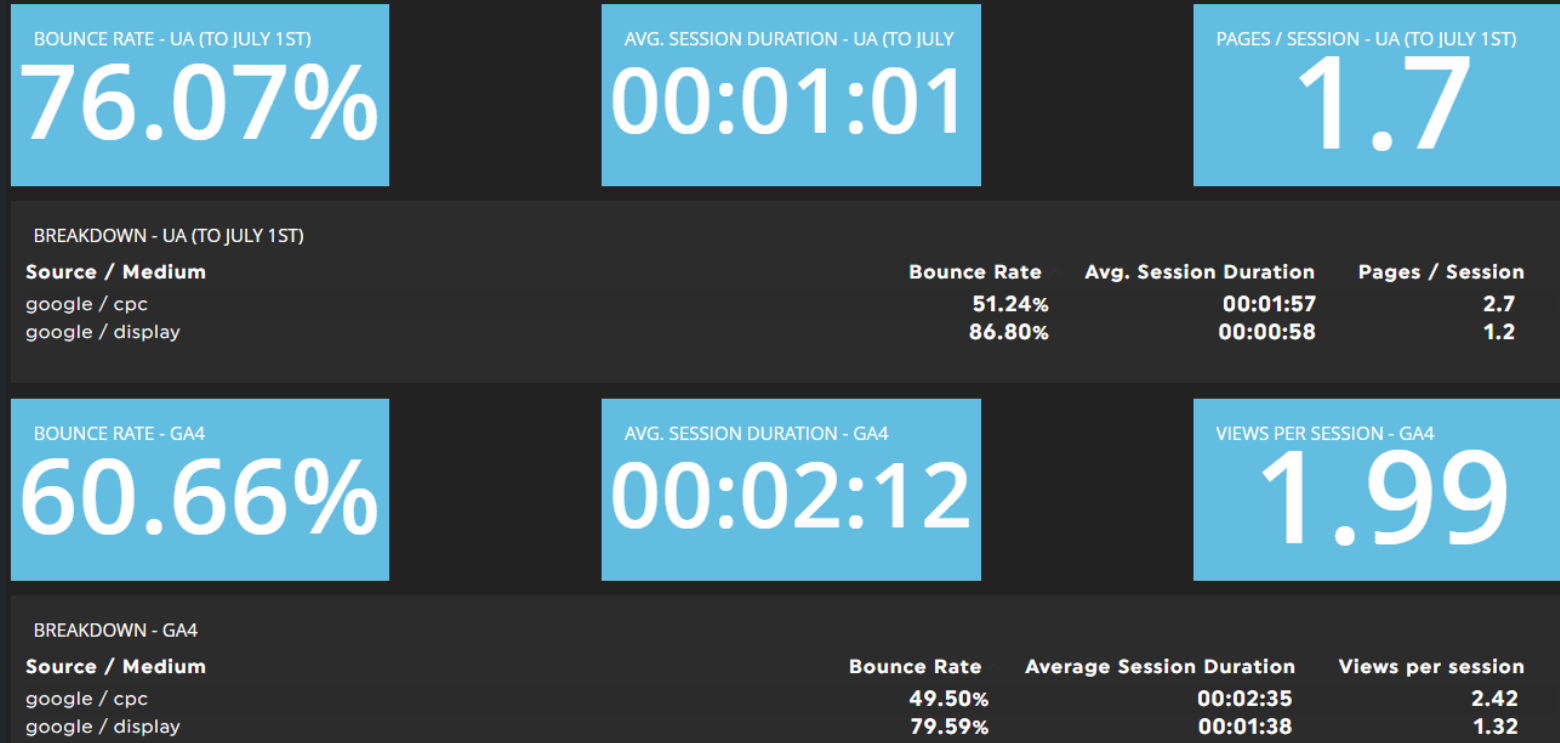 BOUNCE RATE - UA (TO JULY 1ST)
76.07%
AVG. SESSION DURATION - UA (TO JULY
00:01:01
PAGES / SESSION - UA (TO JULY 1ST)
1.7
BREAKDOWN - UA (TO JULY 1ST)
Source / Medium Bounce Rate Avg. Session Duration Pages / Session
google / cpc 51.24% 00:01:57 2.7
google / display 86.80% 00:00:58 1.2
BOUNCE RATE - GA4
60.66%
AVG. SESSION DURATION - GA4
00:02:12
VIEWS PER SESSION - GA4
1.99
BREAKDOWN - GA4
Source / Medium Bounce Rate Average Session Duration Views per session
google / cpc 49.50% 00:02:35 2.42
google / display 79.59% 00:01:38 1.32